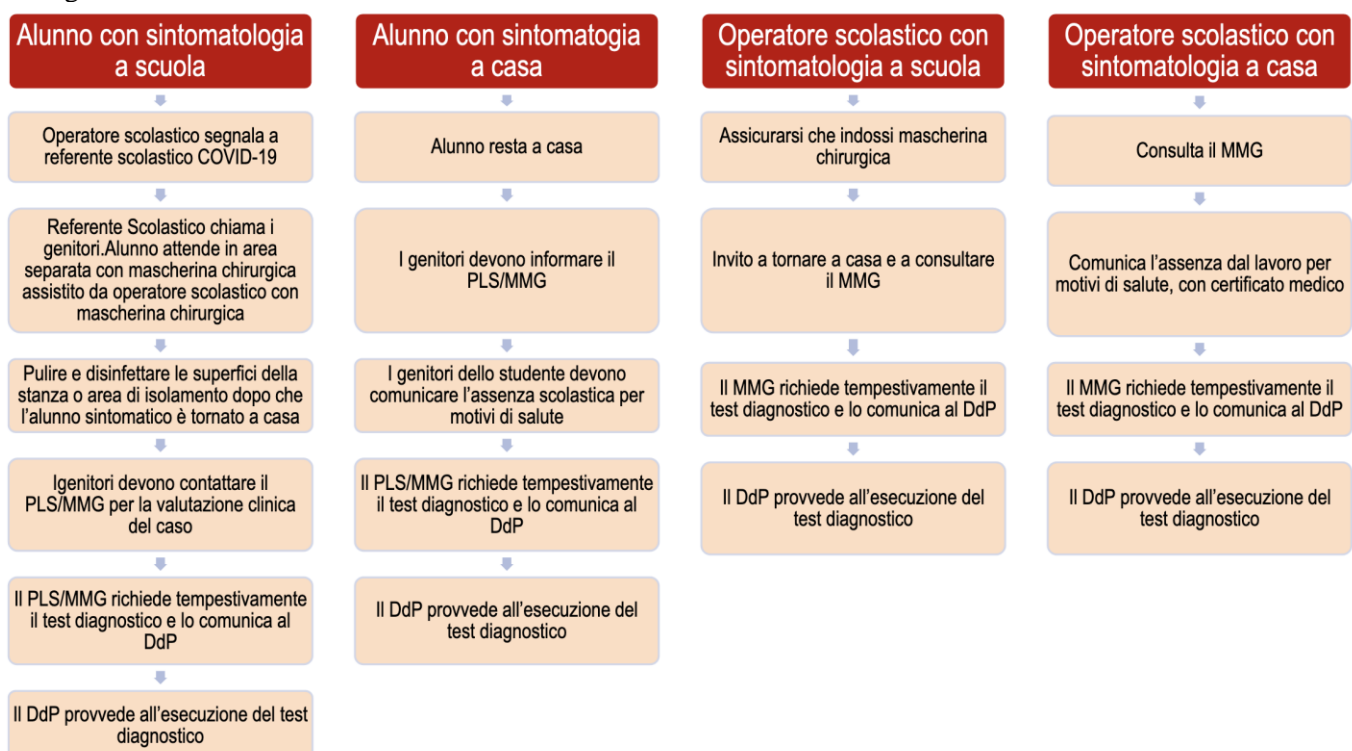 Alunno con sintomatologia
a scuola
Operatore scolastico segnala a
referente scolastico COVID-19
Referente Scolastico chiama i
genitori.Alunno attende in area
separata con mascherina chirurgica
assistito da operatore scolastico con
mascherina chirurgica
Pulire e disinfettare le superfici della
stanza o area di isolamento dopo che
l'alunno sintomatico è tornato a casa
Igenitori devono contattare il
PLS/MMG per la valutazione clinica
del caso
Il PLS/MMG richiede tempestivamente
il test diagnostico e lo comunica al
DdP
Il DdP provvede all'esecuzione del test
diagnostico
Alunno con sintomatogia
a casa
Alunno resta a casa
I genitori devono informare il
PLS/MMG
I genitori dello studente devono
comunicare l'assenza scolastica per
motivi di salute
Il PLS/MMG richiede tempestivamente
il test diagnostico e lo comunica al
DdP
Il DdP provvede all'esecuzione del
test diagnostico
Operatore scolastico con
sintomatologia a scuola
Assicurarsi che indossi mascherina
chirurgica
Invito a tornare a casa e a consultare
il MMG
Il MMG richiede tempestivamente il
test diagnostico e lo comunica al DdP
Il DdP provvede all'esecuzione del
test diagnostico
Operatore scolastico con
sintomatologia a casa
Consulta il MMG
Comunica l'assenza dal lavoro per
motivi di salute, con certificato medico
Il MMG richiede tempestivamente il
test diagnostico e lo comunica al DdP
Il DdP provvede all'esecuzione del
test diagnostico